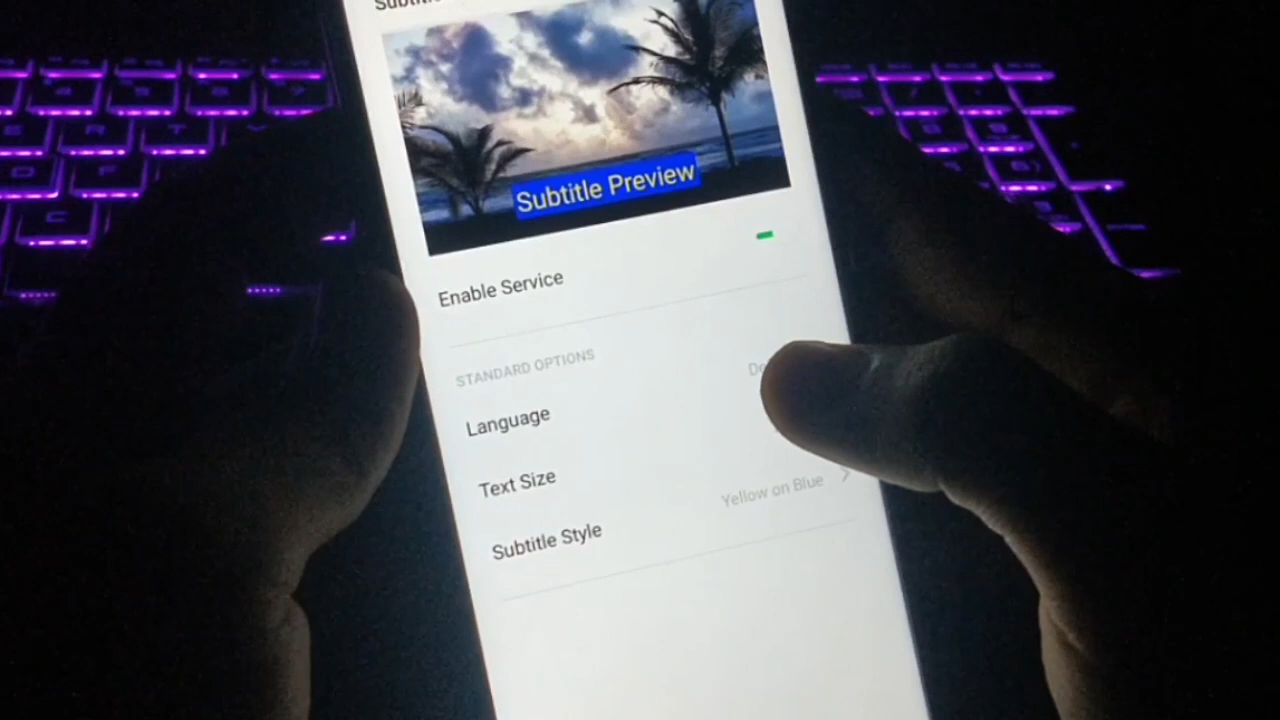 Subtitle Preview
Enable Service
STANDARD OPTIONS
Language
Text Size
Subtitle Style
Yellow on Blue
E R T
D F
C